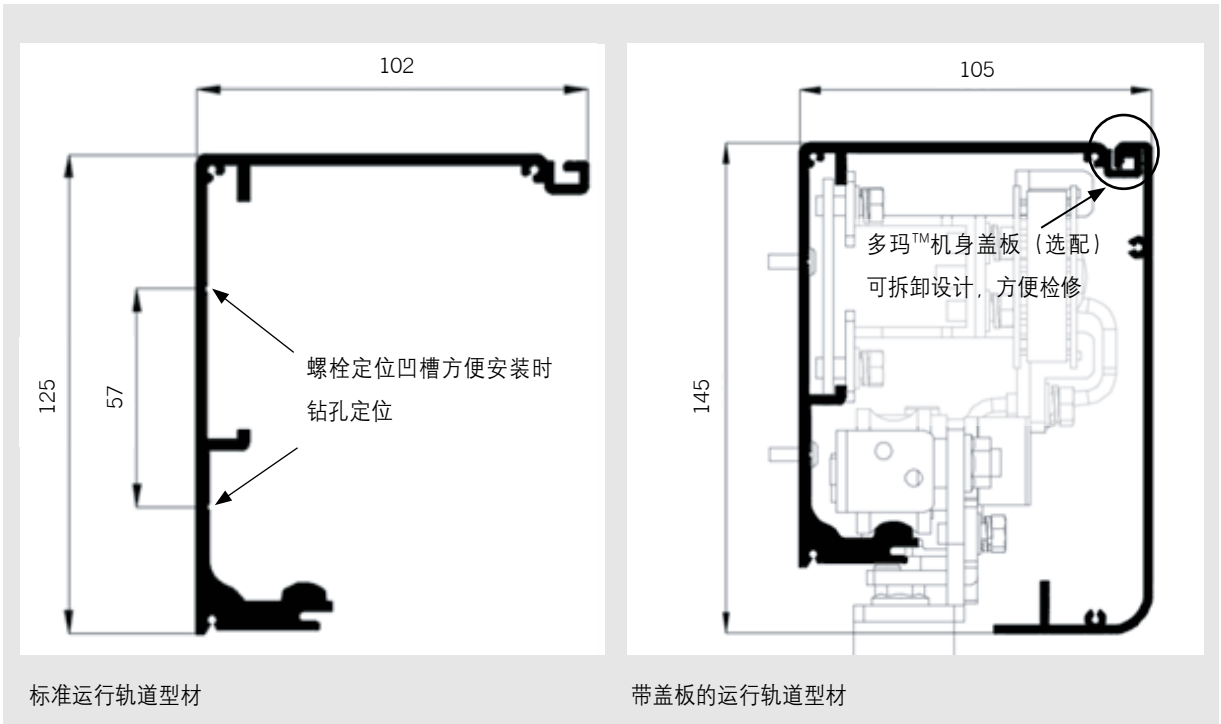 102
125
57
螺栓定位凹槽方便安装时
钻孔定位
标准运行轨道型材
105
145
多玛™机身盖板（选配）
可拆卸设计，方便检修
带盖板的运行轨道型材